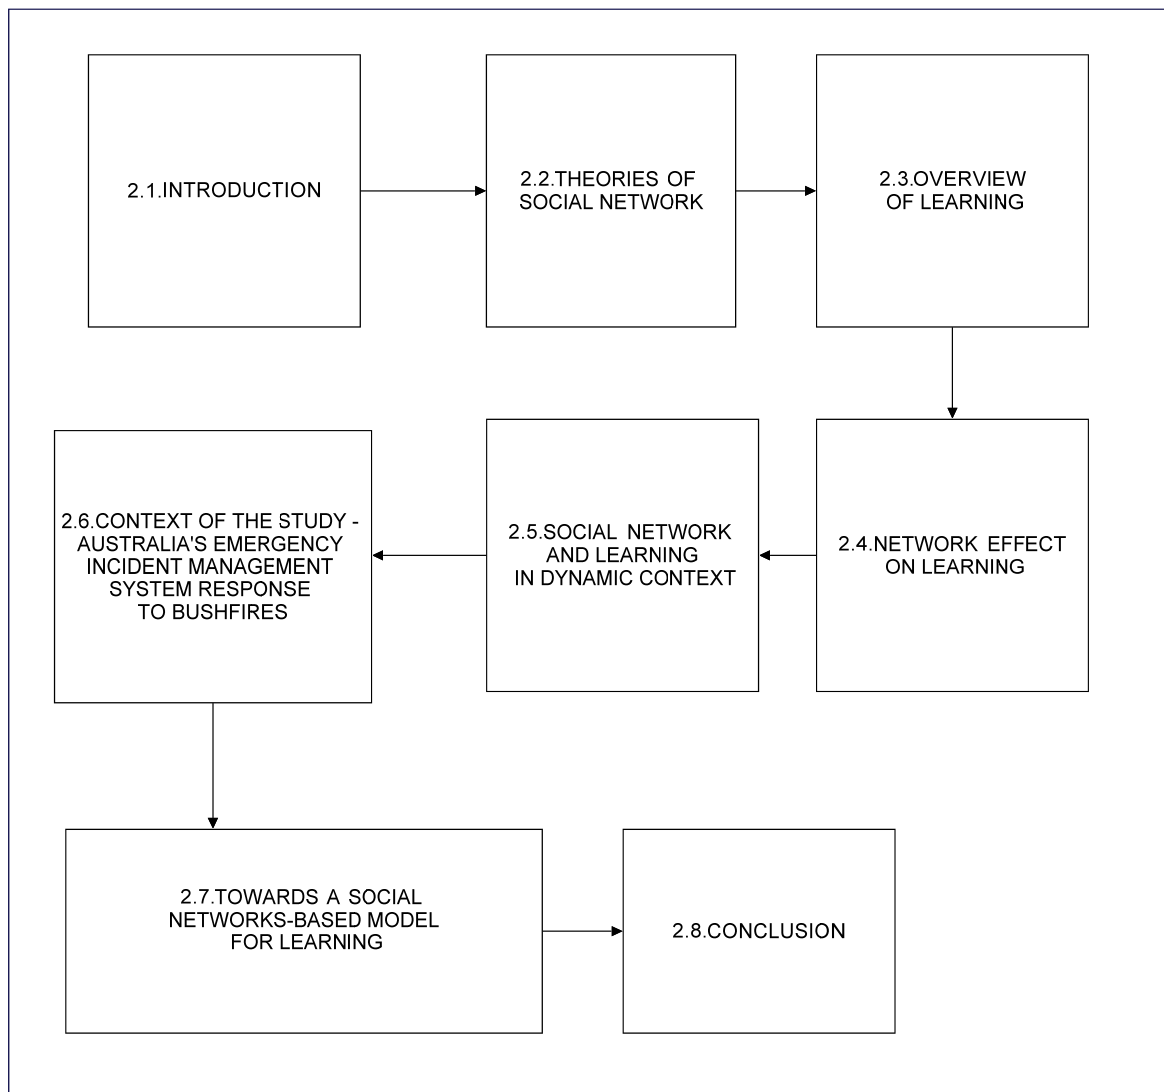 2.1.INTRODUCTION
2.2.THEORIES OF
SOCIAL NETWORK
2.3.OVERVIEW
OF LEARNING
2.4.NETWORK EFFECT
ON LEARNING
2.5.SOCIAL NETWORK
AND LEARNING
IN DYNAMIC CONTEXT
2.6.CONTEXT OF THE STUDY -
AUSTRALIA'S EMERGENCY
INCIDENT MANAGEMENT
SYSTEM RESPONSE
TO BUSHFIRES
2.7.TOWARDS A SOCIAL
NETWORKS-BASED MODEL
FOR LEARNING
2.8.CONCLUSION